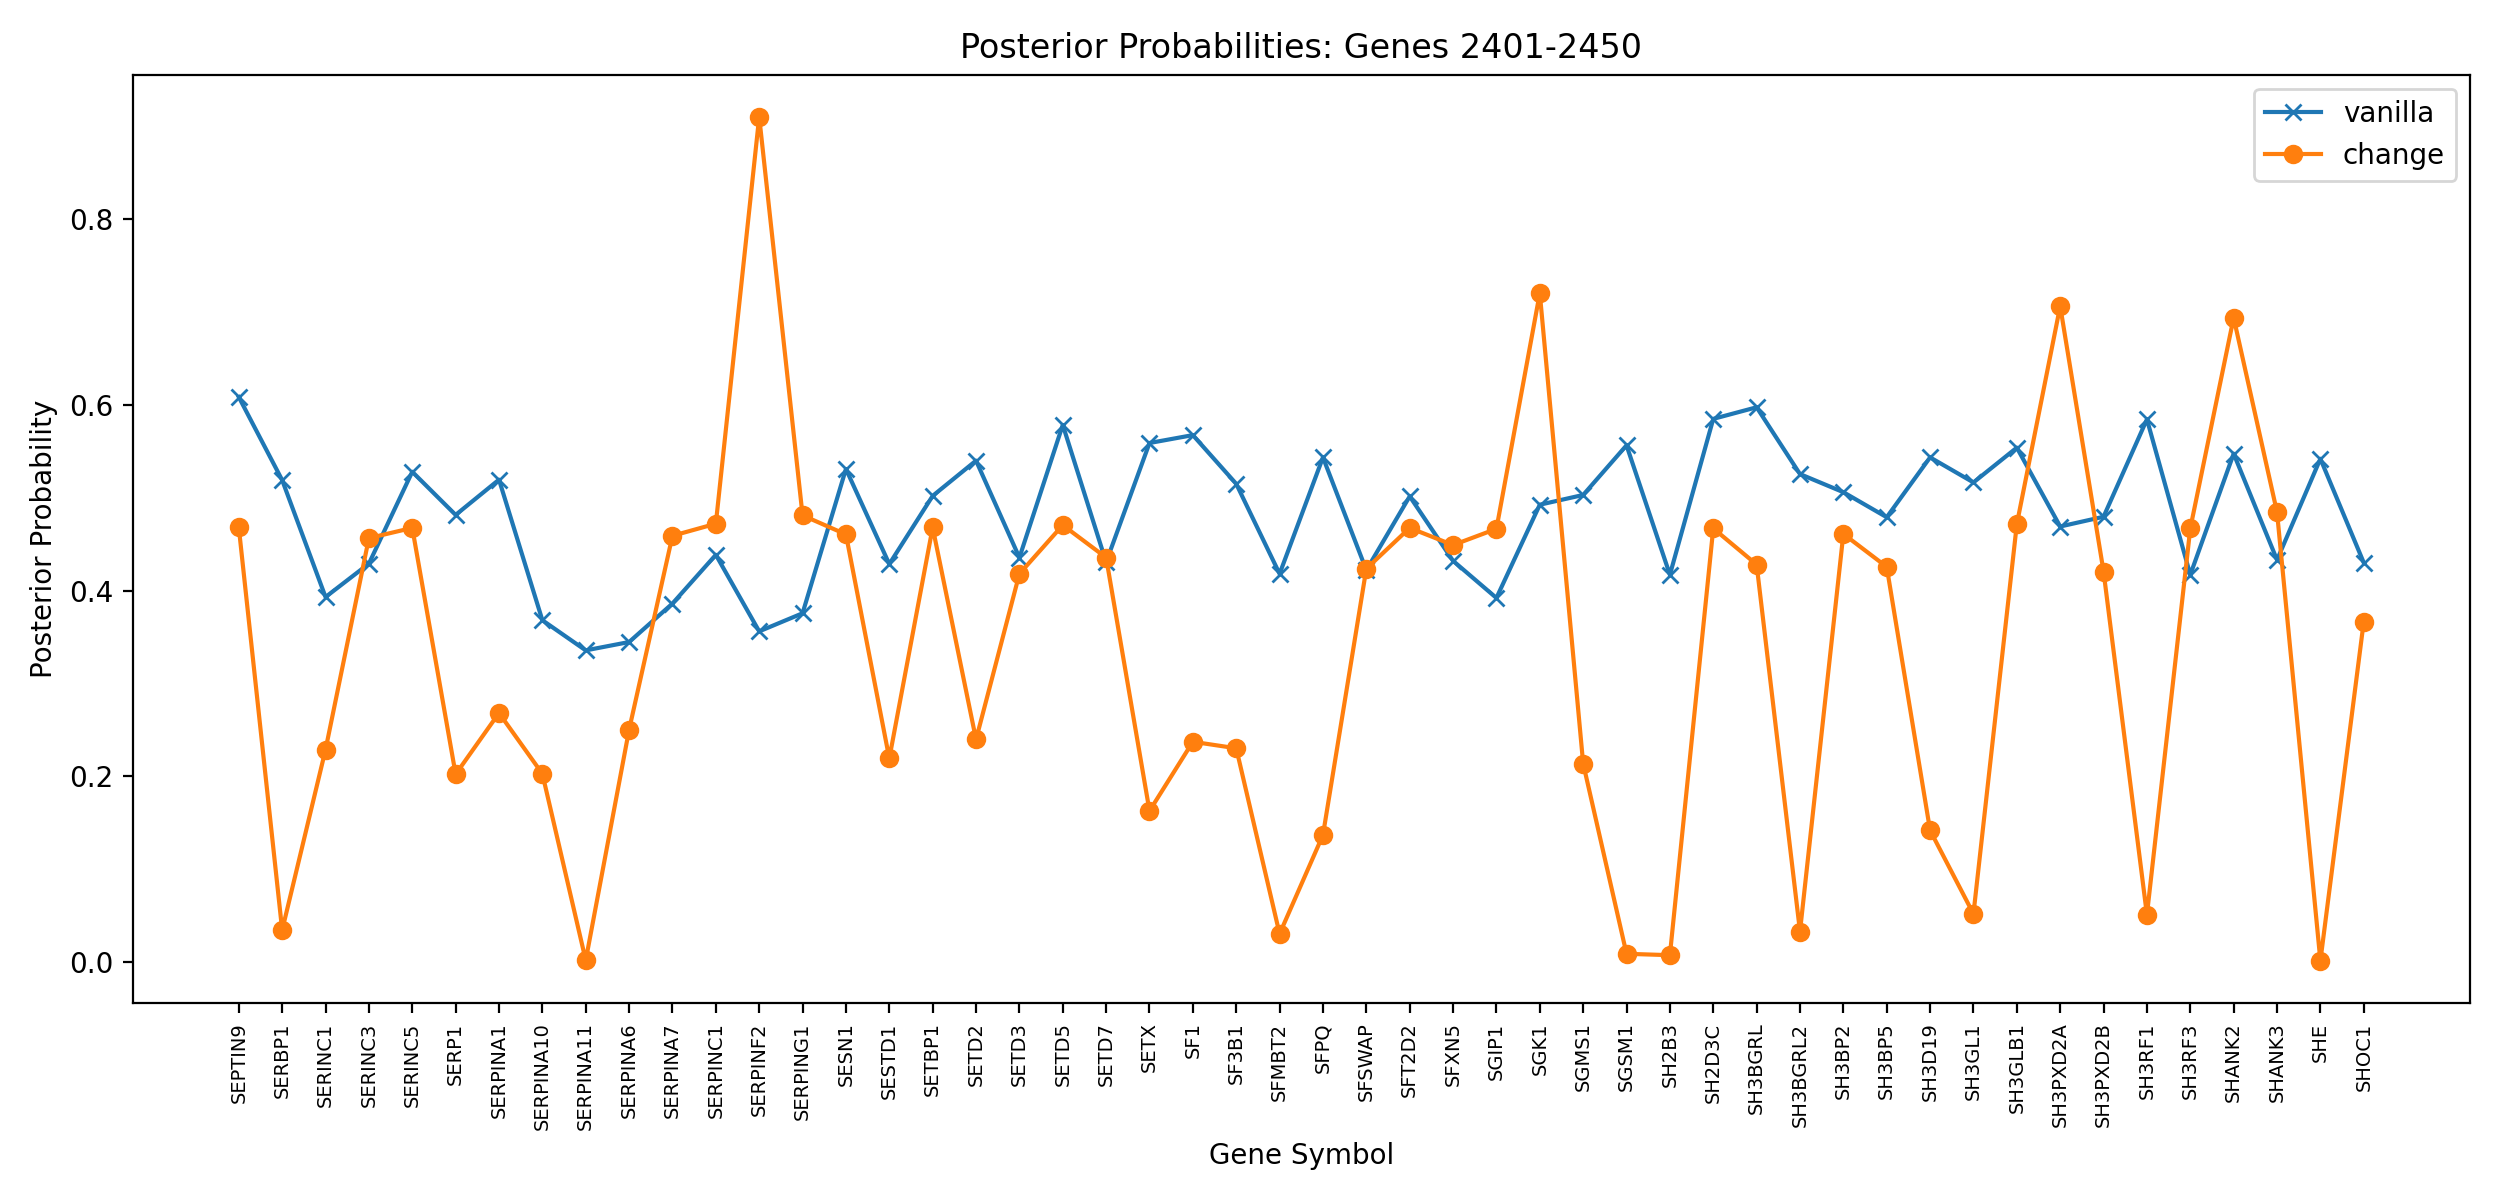 Posterior Probabilities: Genes 2401-2450
vanilla
change
Posterior Probability
0.8
0.6
0.4
0.2
0.0
SEPTIN9
SERBP1
SERINC1
SERINC3
SERINC5
SERP1
SERPINA1
SERPINA10
SERPINA11
SERPINA6
SERPINA7
SERPINC1
SERPINF2
SERPING1
SESN1
SESTD1
SETBP1
SETD2
SETD3
SETD5
SETD7
SETX
SF1
SF3B1
SFMBT2
SFPQ
SFSWAP
SFT2D2
SFXN5
SGIP1
SGK1
SGMS1
SGSM1
SH2B3
SH2D3C
SH3BGRL
SH3BGRL2
SH3BP2
SH3BP5
SH3D19
SH3GL1
SH3GLB1
SH3PXD2A
SH3PXD2B
SH3RF1
SH3RF3
SHANK2
SHANK3
SHE
SHOC1
Gene Symbol